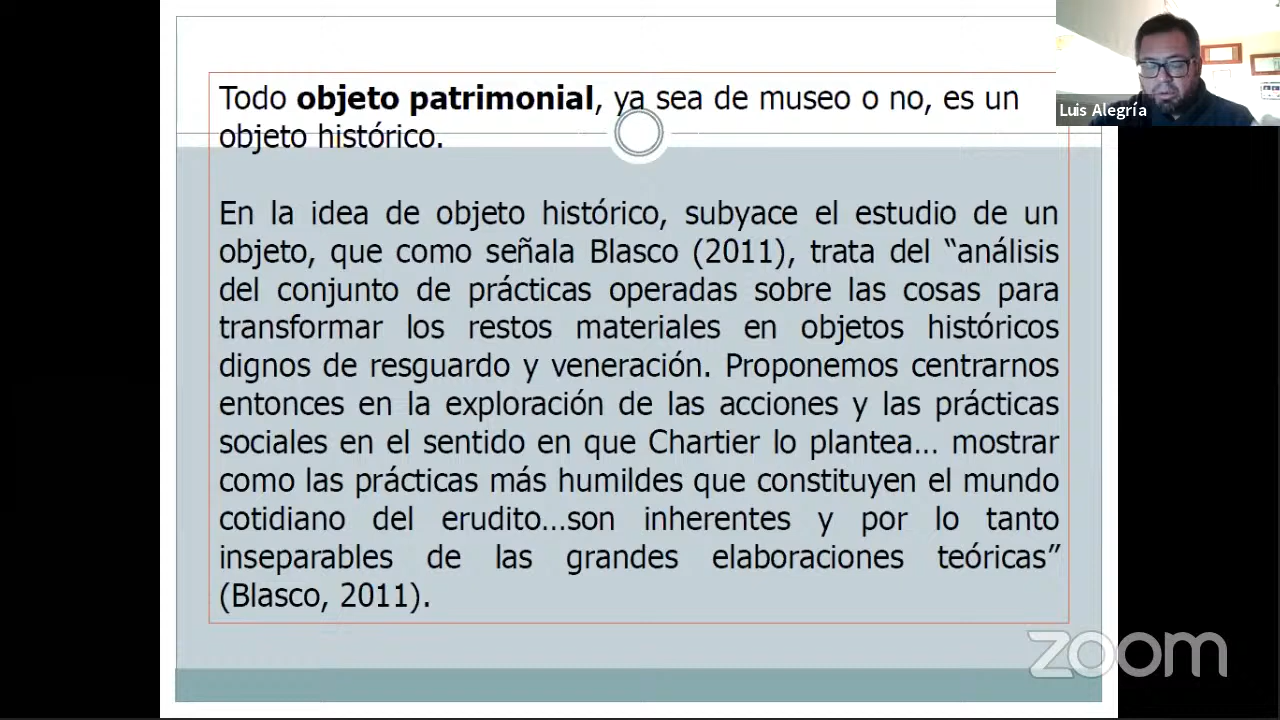 Todo objeto patrimonial, ya sea de museo o no, es un
objeto histórico.
En la idea de objeto histórico, subyace el estudio de un
objeto, que como señala Blasco (2011), trata del “análisis
del conjunto de prácticas operadas sobre las cosas para
transformar los restos materiales en objetos históricos
dignos de resguardo y veneración. Proponemos centrarnos
entonces en la exploración de las acciones y las prácticas
sociales en el sentido en que Chartier lo plantea... mostrar
como las prácticas más humildes que constituyen el mundo
cotidiano del erudito...son inherentes y por lo tanto
inseparables de las grandes elaboraciones teóricas”
(Blasco, 2011).
Luis Alegría
zoom